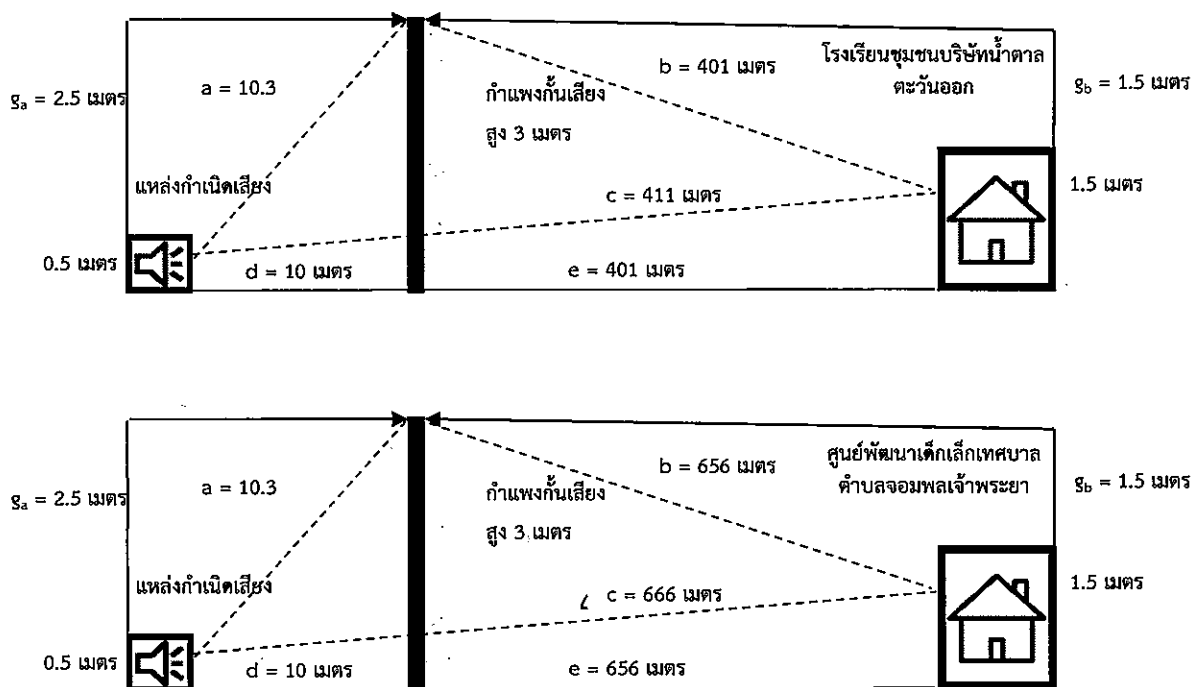 โรงเรียนชุมชนบริษัทน้ำตาล
ตะวันออก
b = 401 เมตร
a = 10.3
gₐ = 2.5 เมตร
g_b = 1.5 เมตร
กำแพงกั้นเสียง
สูง 3 เมตร
แหล่งกำเนิดเสียง
c = 411 เมตร
1.5 เมตร
0.5 เมตร
d = 10 เมตร
e = 401 เมตร
ศูนย์พัฒนาเด็กเล็กเทศบาล
ตำบลจอมพลเจ้าพระยา
b = 656 เมตร
a = 10.3
gₐ = 2.5 เมตร
g_b = 1.5 เมตร
กำแพงกั้นเสียง
สูง 3 เมตร
แหล่งกำเนิดเสียง
c = 666 เมตร
1.5 เมตร
0.5 เมตร
d = 10 เมตร
e = 656 เมตร